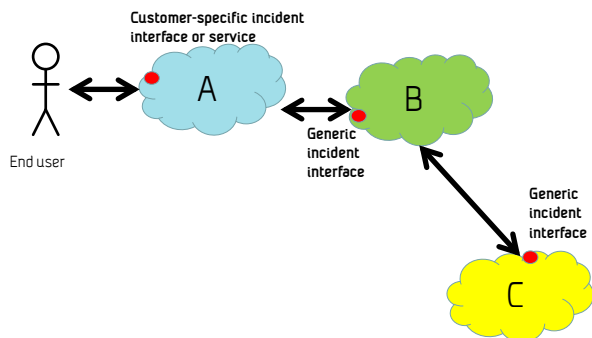 Customer-specific incident
interface or service
A
B
End user
Generic
incident
interface
Generic
incident
interface
C